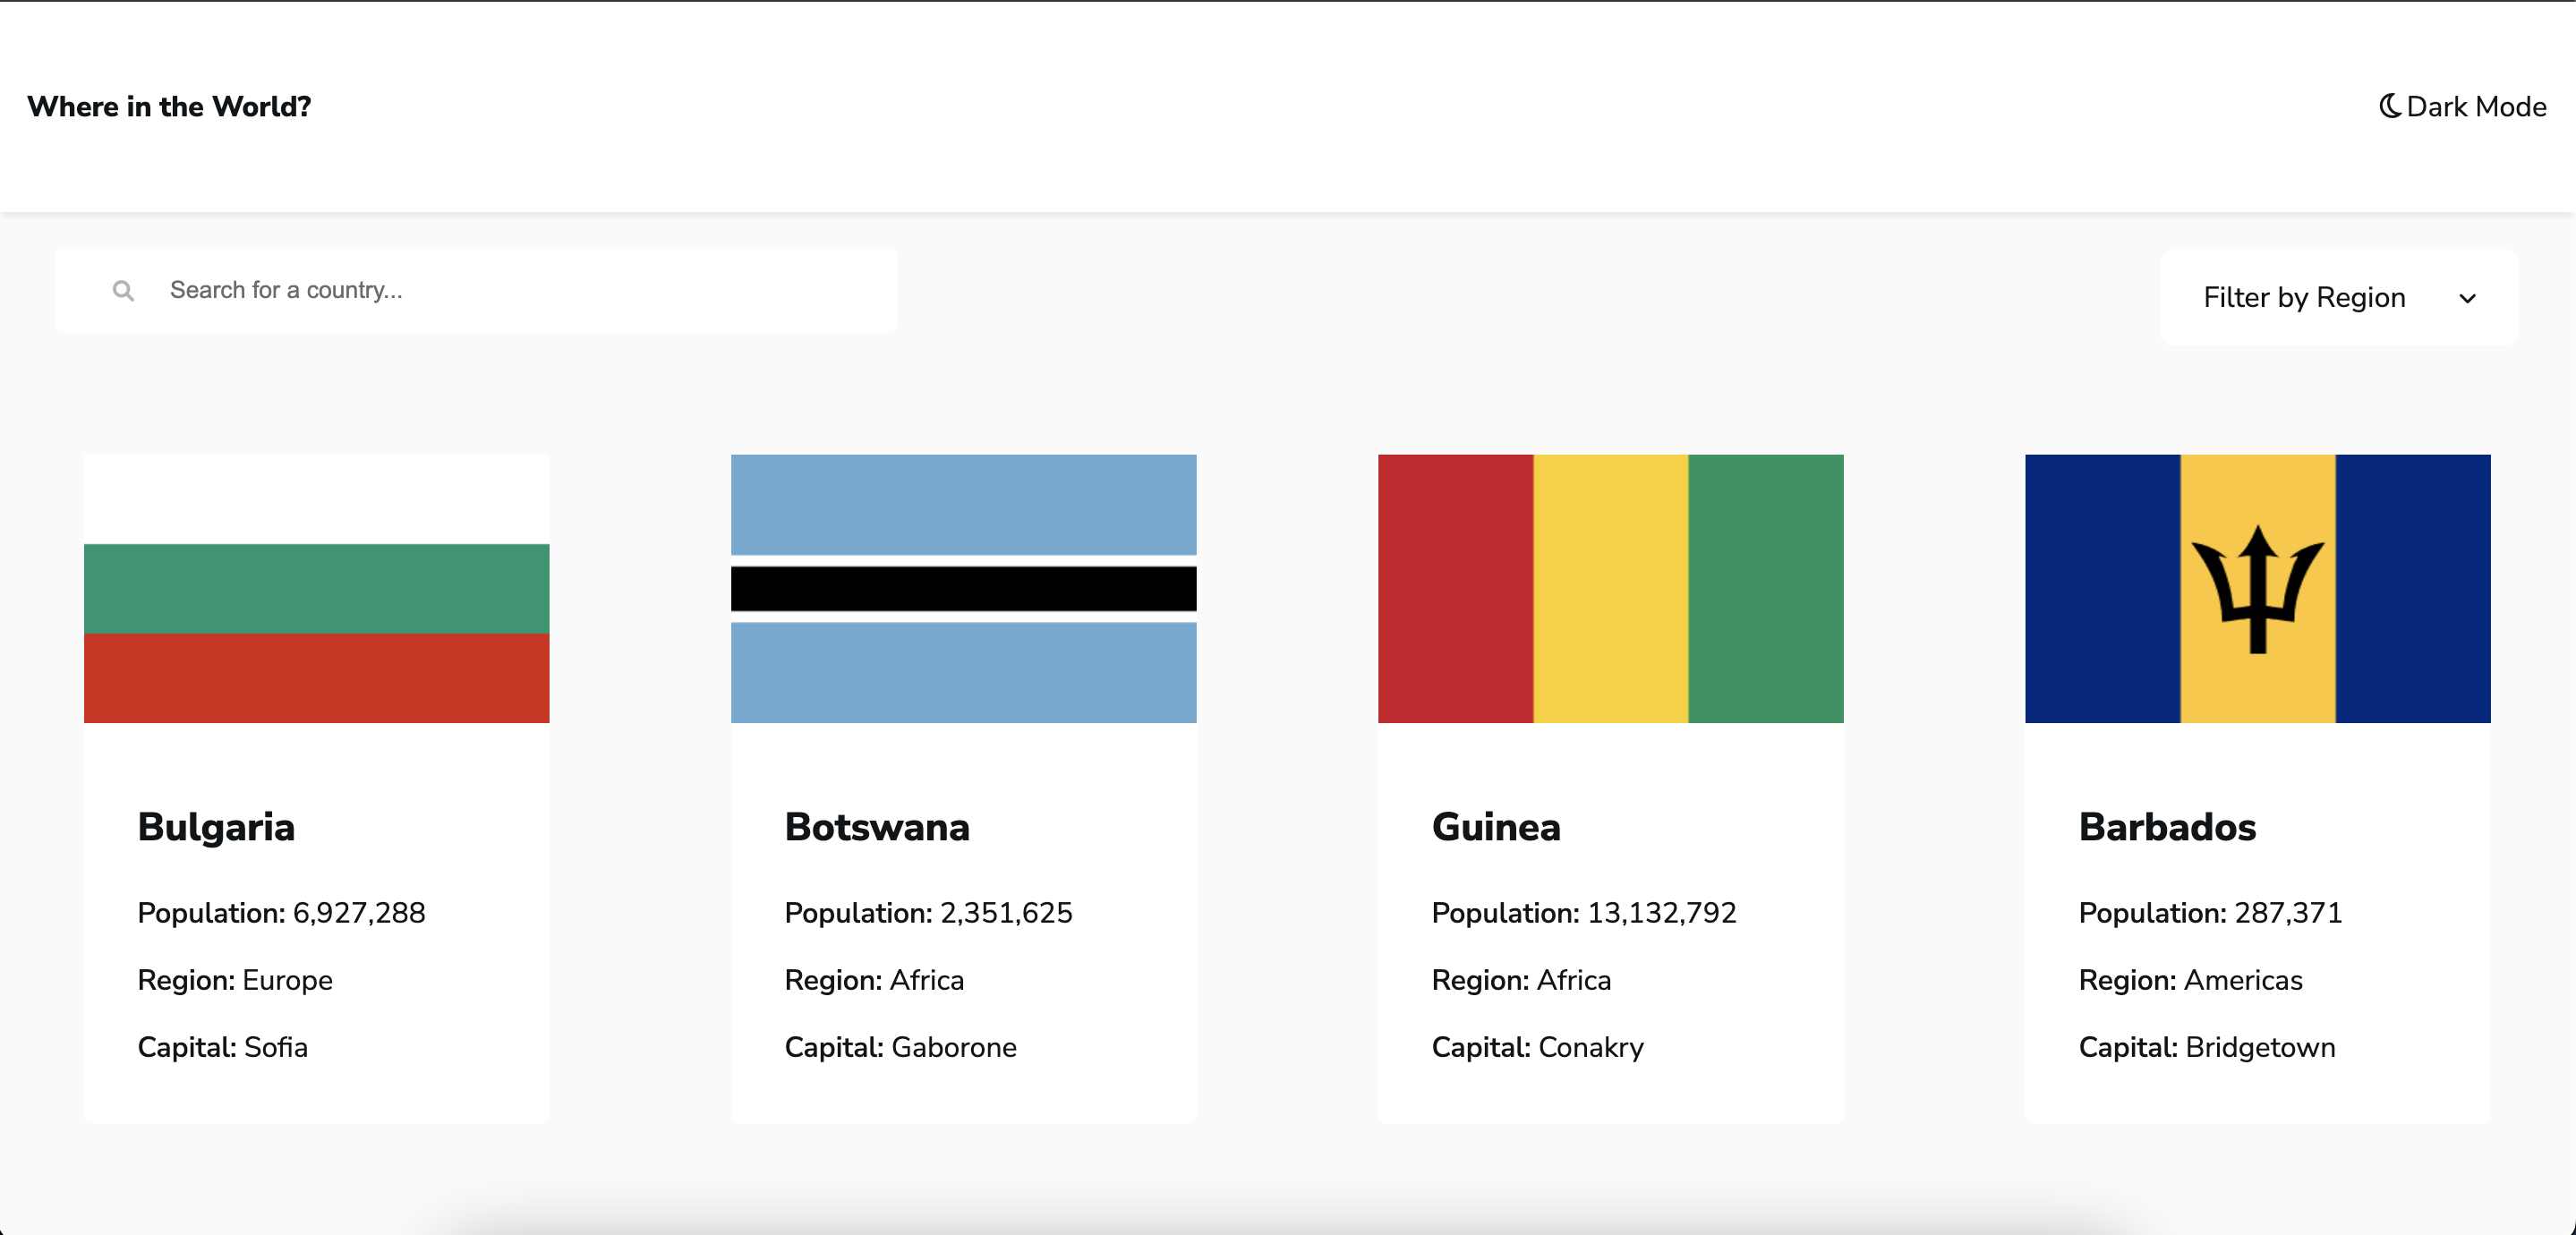 Where in the World?
Dark Mode
Search for a country...
Filter by Region
Bulgaria
Population: 6,927,288
Region: Europe
Capital: Sofia
Botswana
Population: 2,351,625
Region: Africa
Capital: Gaborone
Guinea
Population: 13,132,792
Region: Africa
Capital: Conakry
Barbados
Population: 287,371
Region: Americas
Capital: Bridgetown